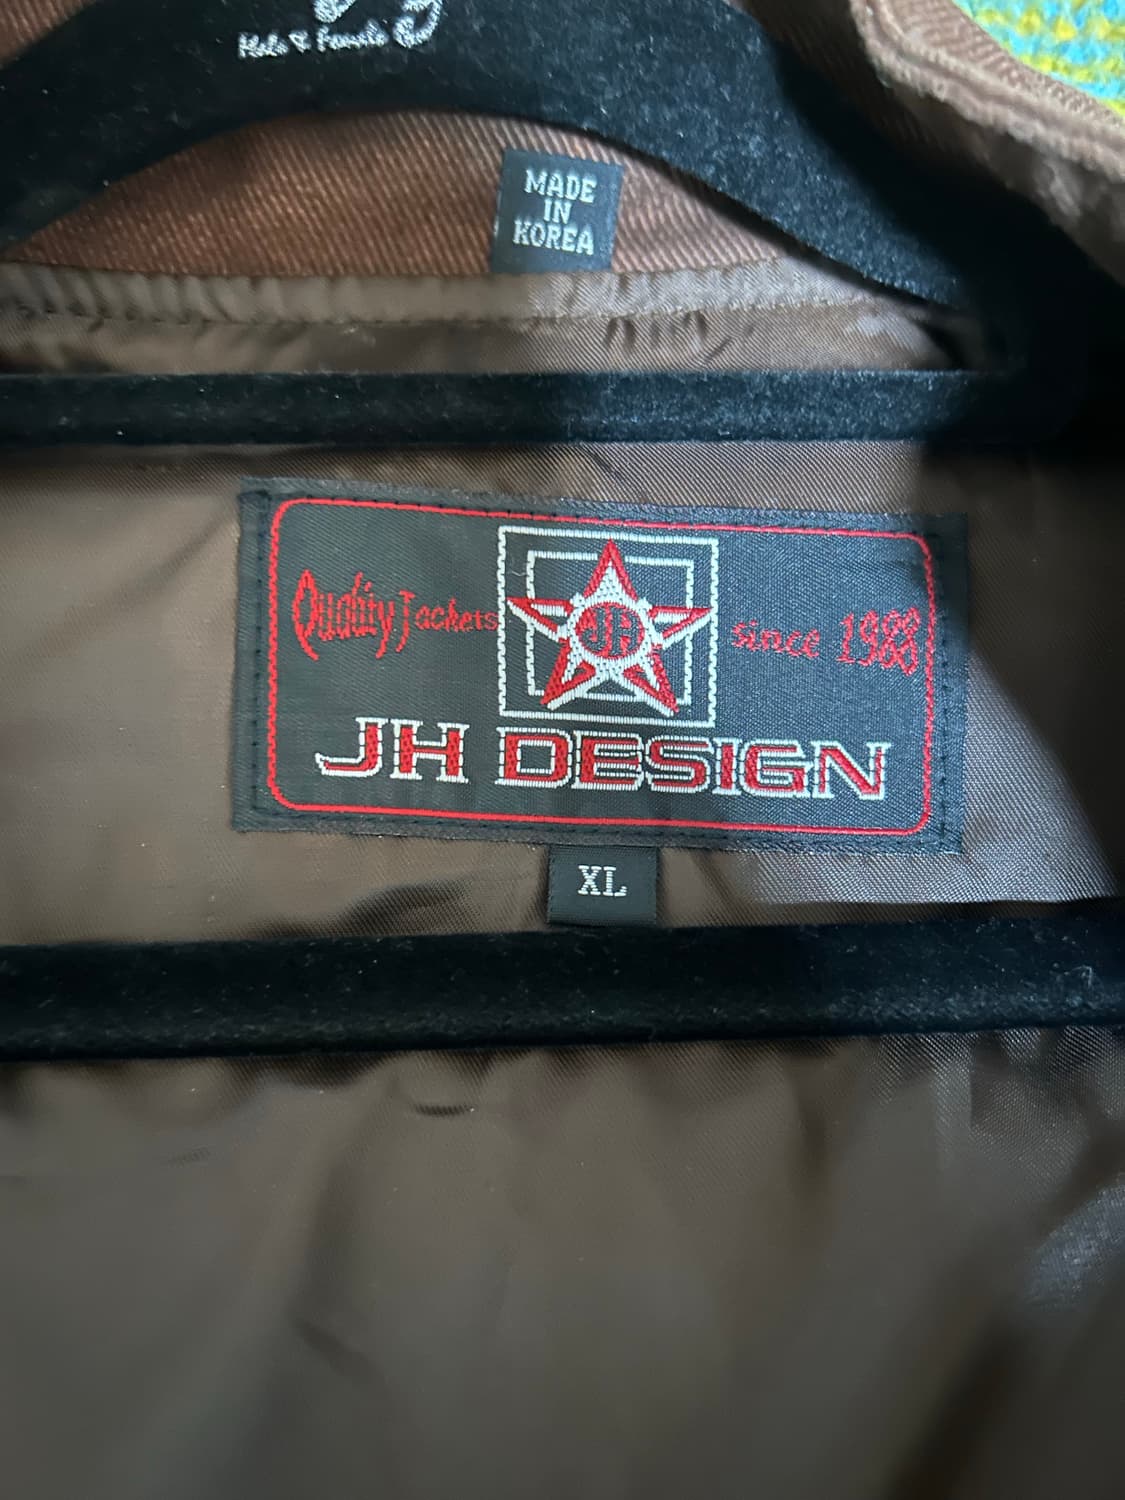 Male & Female
MADE
IN
KOREA
Quality Jackets
JH
since 1988
JH DESIGN
XL